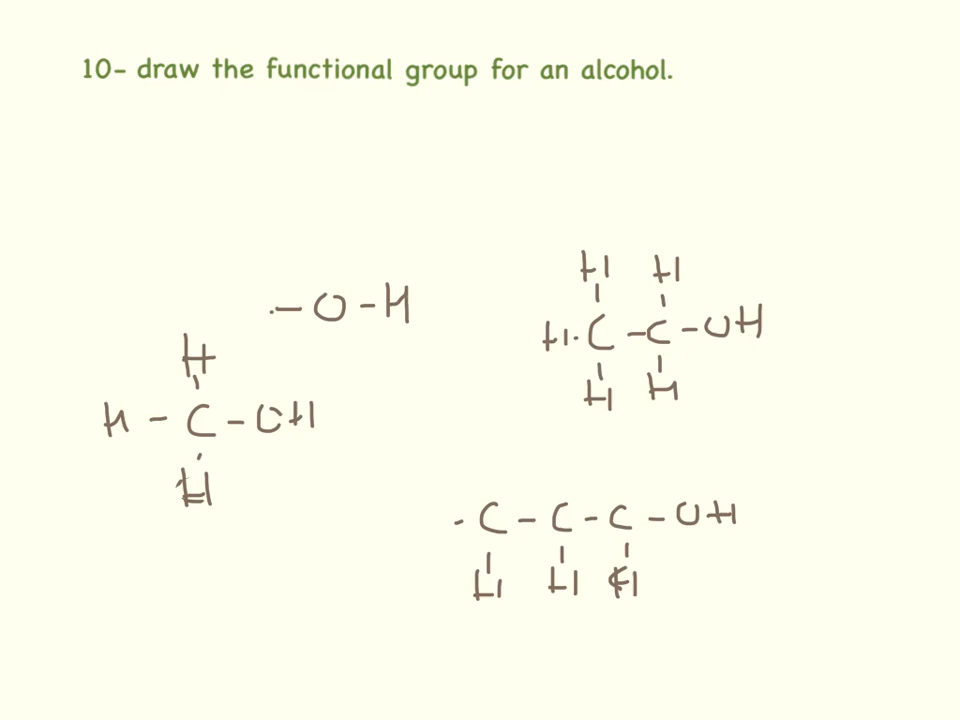 10- draw the functional group for an alcohol.
H H
- O - H
H - C - C - OH
H
H H
H - C - OH
H
- C - C - C - OH
H H H